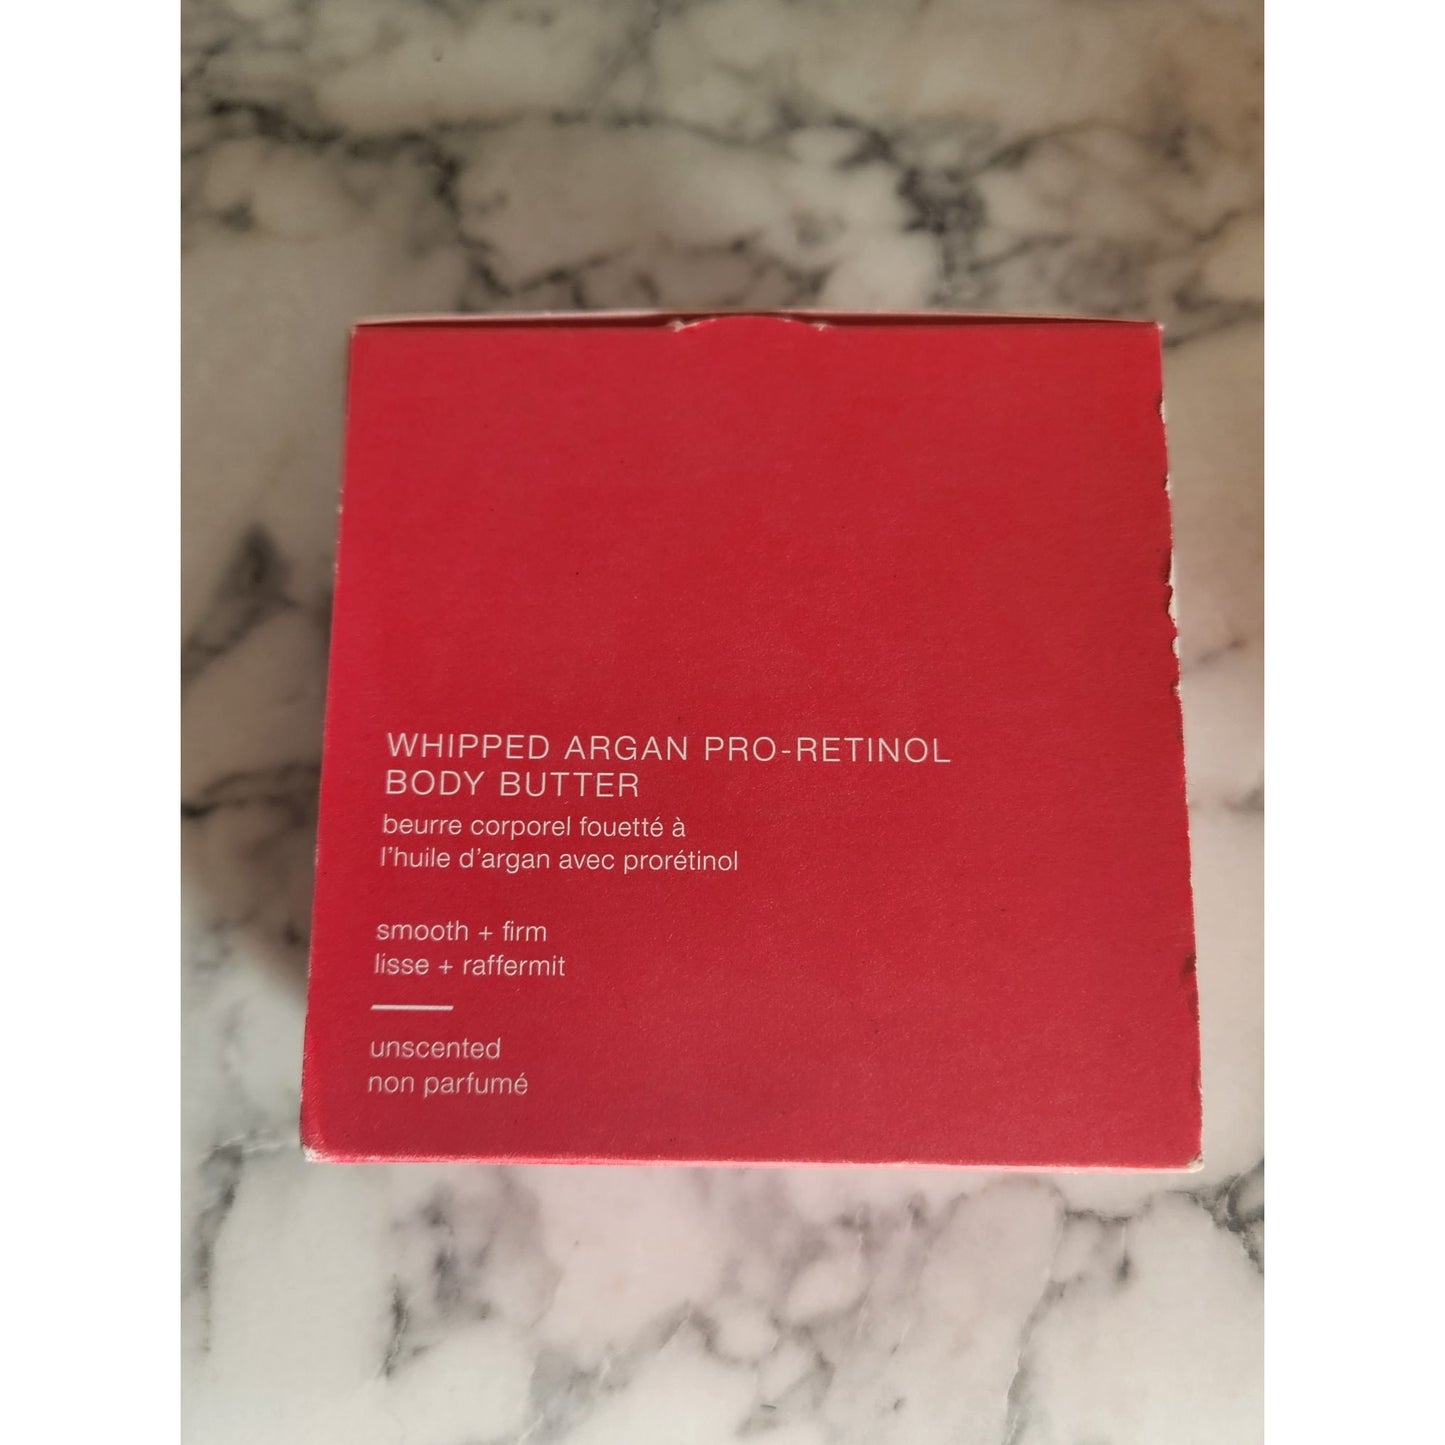 WHIPPED ARGAN PRO-RETINOL
BODY BUTTER
beurre corporel fouetté à
l'huile d'argan avec prorétinol
smooth + firm
lisse + raffermit
unscented
non parfumé